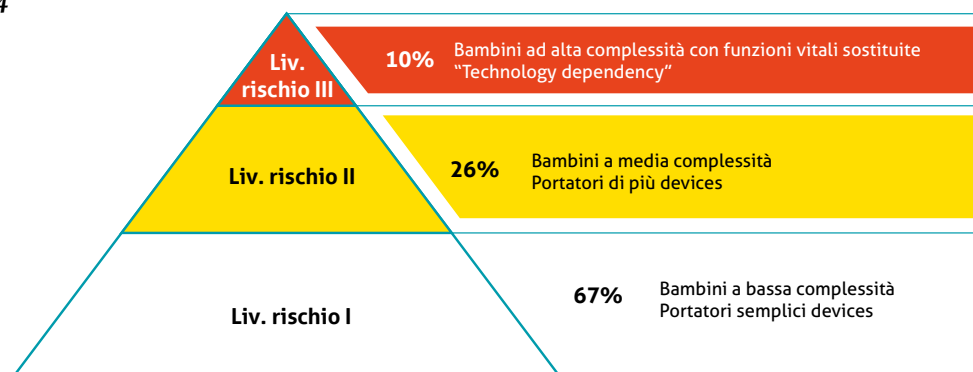 4
Liv.
rischio III
10%
Bambini ad alta complessità con funzioni vitali sostituite
“Technology dependency”
Liv. rischio II
26%
Bambini a media complessità
Portatori di più devices
Liv. rischio I
67%
Bambini a bassa complessità
Portatori semplici devices